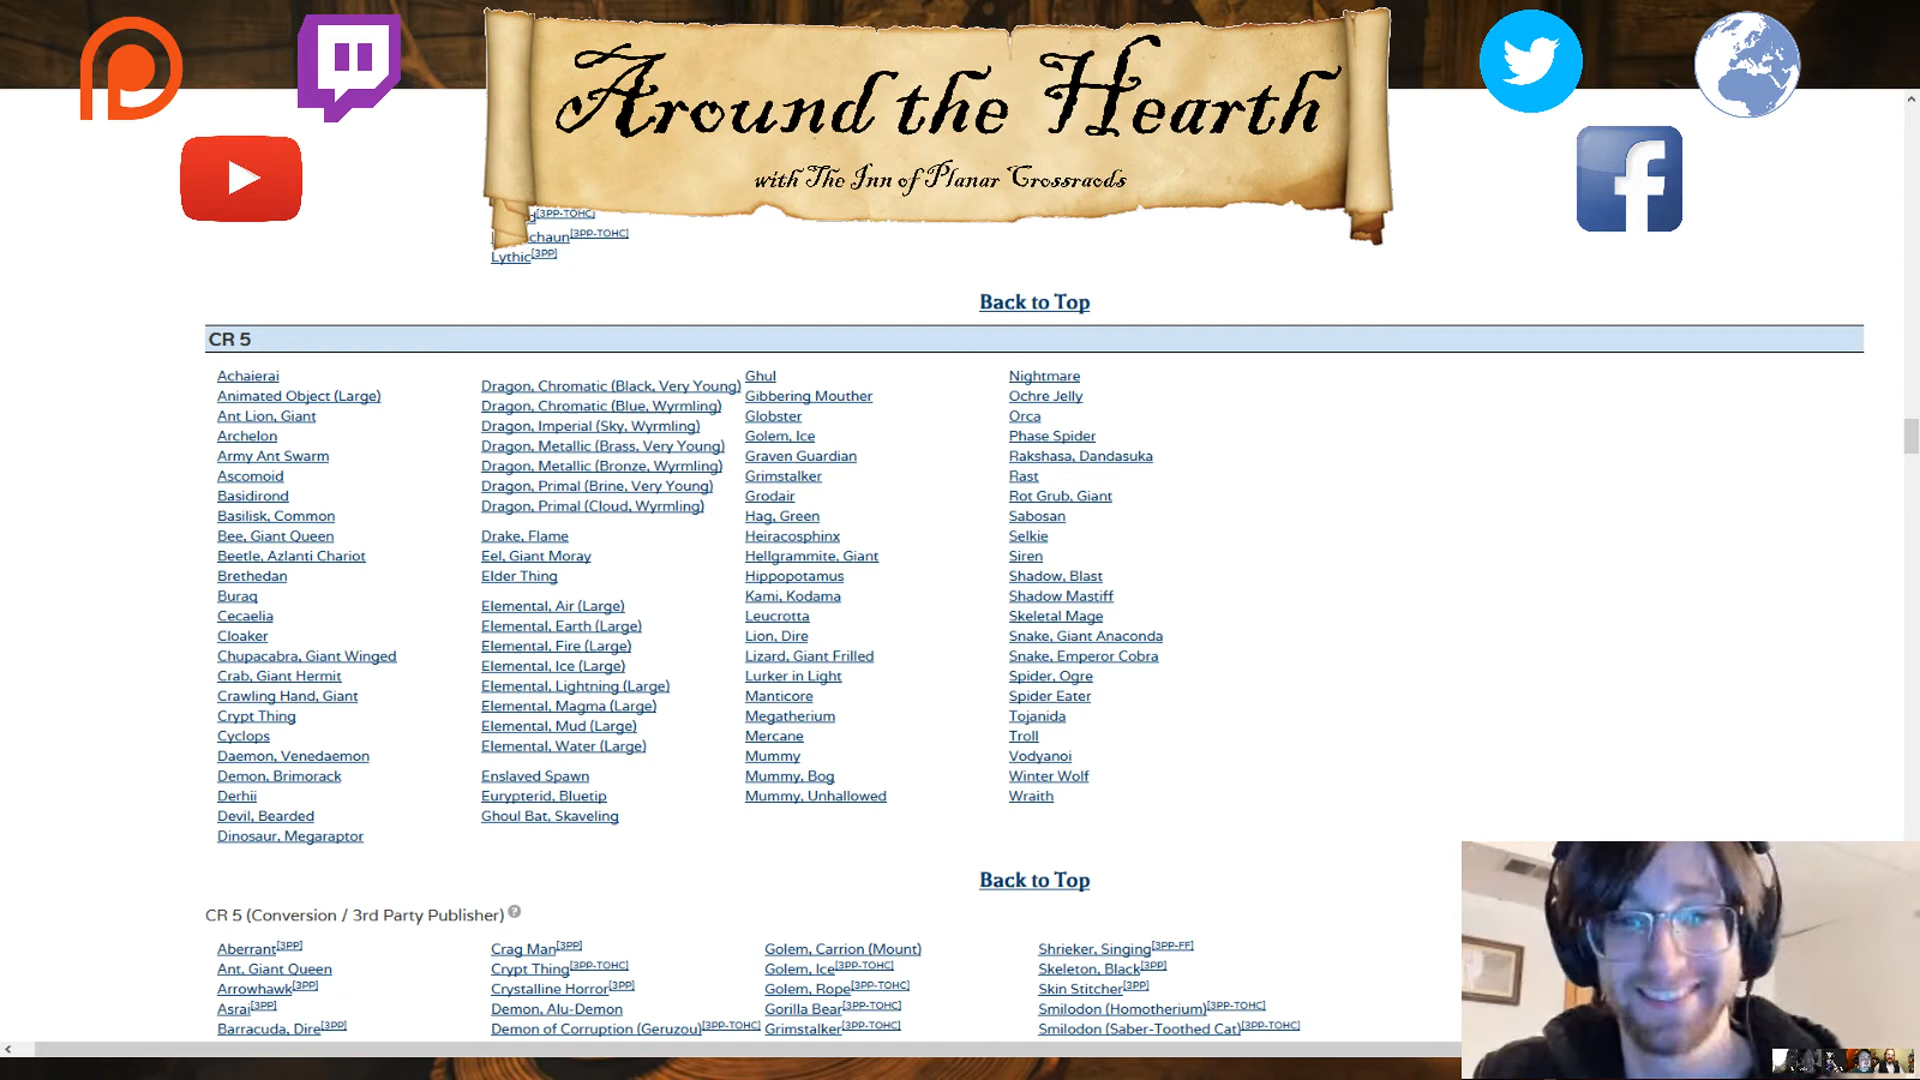 Around the Hearth
with The Inn of Planar Crossraods
d[3PP-TOHC]
chaun[3PP-TOHC]
Lythic[3PP]
Back to Top
CR 5
Achaierai
Animated Object (Large)
Ant Lion, Giant
Archelon
Army Ant Swarm
Ascomoid
Basidirond
Basilisk, Common
Bee, Giant Queen
Beetle, Azlanti Chariot
Brethedan
Buraq
Cecaelia
Cloaker
Chupacabra, Giant Winged
Crab, Giant Hermit
Crawling Hand, Giant
Crypt Thing
Cyclops
Daemon, Venedaemon
Demon, Brimorack
Derhii
Devil, Bearded
Dinosaur, Megaraptor
Dragon, Chromatic (Black, Very Young)
Dragon, Chromatic (Blue, Wyrmling)
Dragon, Imperial (Sky, Wyrmling)
Dragon, Metallic (Brass, Very Young)
Dragon, Metallic (Bronze, Wyrmling)
Dragon, Primal (Brine, Very Young)
Dragon, Primal (Cloud, Wyrmling)
Drake, Flame
Eel, Giant Moray
Elder Thing
Elemental, Air (Large)
Elemental, Earth (Large)
Elemental, Fire (Large)
Elemental, Ice (Large)
Elemental, Lightning (Large)
Elemental, Magma (Large)
Elemental, Mud (Large)
Elemental, Water (Large)
Enslaved Spawn
Eurypterid, Bluetip
Ghoul Bat, Skaveling
Ghul
Gibbering Mouther
Globster
Golem, Ice
Graven Guardian
Grimstalker
Grodair
Hag, Green
Heiracosphinx
Hellgrammite, Giant
Hippopotamus
Kami, Kodama
Leucrotta
Lion, Dire
Lizard, Giant Frilled
Lurker in Light
Manticore
Megatherium
Mercane
Mummy
Mummy, Bog
Mummy, Unhallowed
Nightmare
Ochre Jelly
Orca
Phase Spider
Rakshasa, Dandasuka
Rast
Rot Grub, Giant
Sabosan
Selkie
Siren
Shadow, Blast
Shadow Mastiff
Skeletal Mage
Snake, Giant Anaconda
Snake, Emperor Cobra
Spider, Ogre
Spider Eater
Tojanida
Troll
Vodyanoi
Winter Wolf
Wraith
Back to Top
CR 5 (Conversion / 3rd Party Publisher) ?
Aberrant[3PP]
Ant, Giant Queen
Arrowhawk[3PP]
Asrai[3PP]
Barracuda, Dire[3PP]
Crag Man[3PP]
Crypt Thing[3PP-TOHC]
Crystalline Horror[3PP]
Demon, Alu-Demon
Demon of Corruption (Geruzou)[3PP-TOHC]
Golem, Carrion (Mount)
Golem, Ice[3PP-TOHC]
Golem, Rope[3PP-TOHC]
Gorilla Bear[3PP-TOHC]
Grimstalker[3PP-TOHC]
Shrieker, Singing[3PP-FF]
Skeleton, Black[3PP]
Skin Stitcher[3PP]
Smilodon (Homotherium)[3PP-TOHC]
Smilodon (Saber-Toothed Cat)[3PP-TOHC]